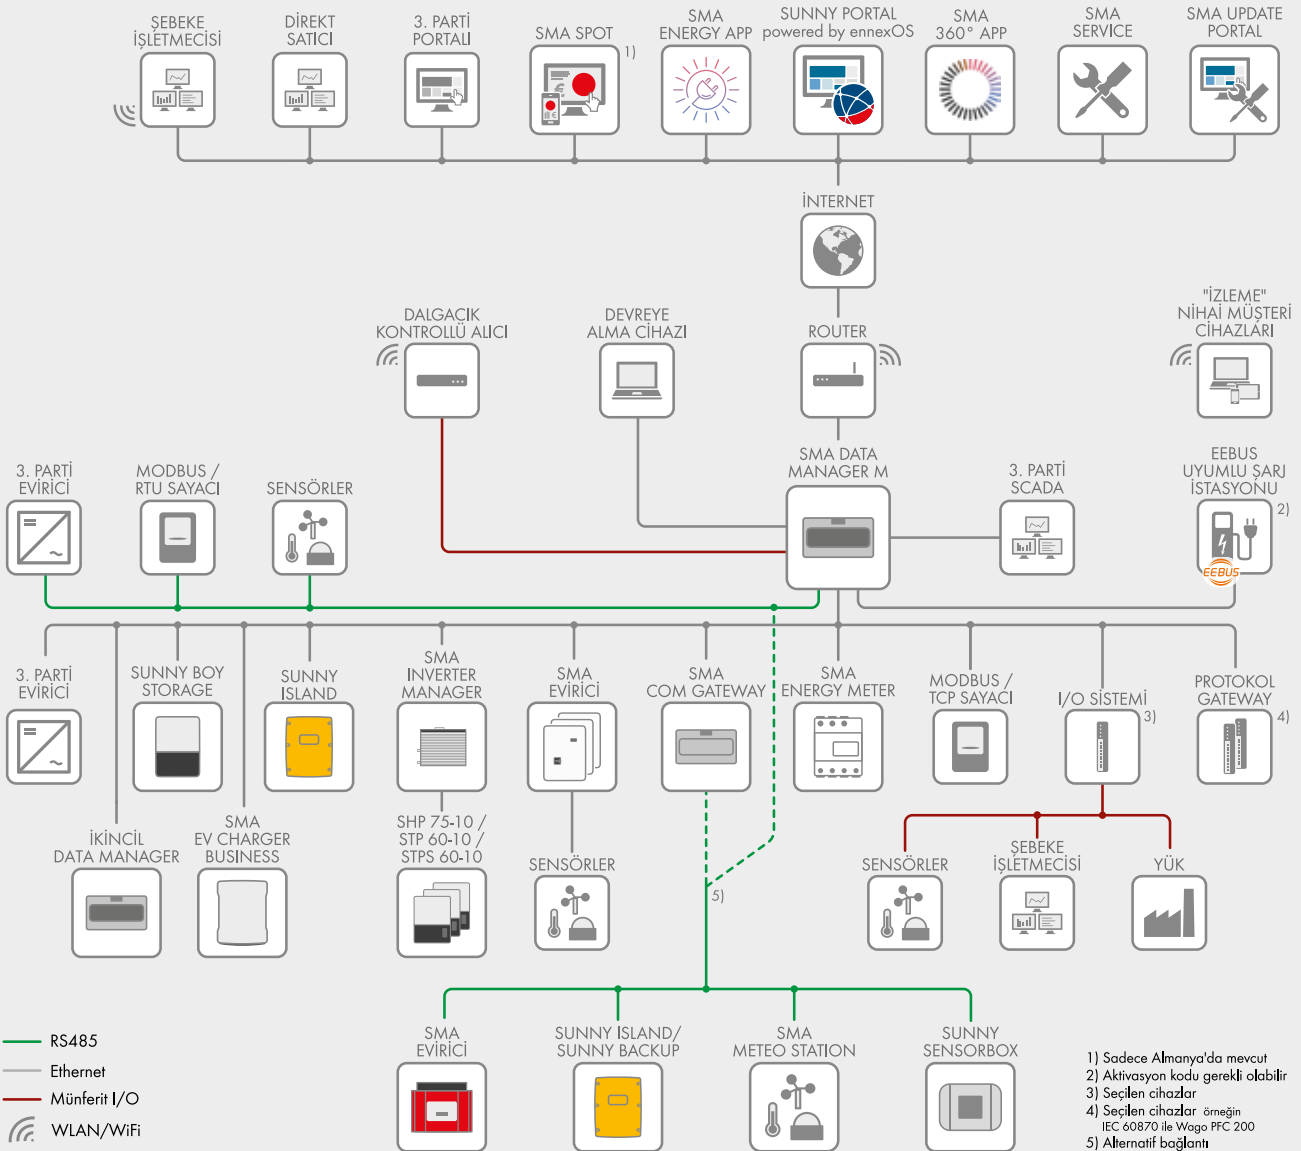 ŞEBEKE
İŞLETMECİSİ
DİREKT
SATICI
3. PARTİ
PORTALI
SMA SPOT
1)
SMA
ENERGY APP
SUNNY PORTAL
powered by ennexOS
SMA
360° APP
SMA
SERVICE
SMA UPDATE
PORTAL
İNTERNET
DALGACIK
KONTROLLÜ ALICI
DEVREYE
ALMA CİHAZI
ROUTER
"İZLEME"
NİHAİ MÜŞTERİ
CİHAZLARI
3. PARTİ
EVİRİCİ
MODBUS /
RTU SAYACI
SENSÖRLER
SMA DATA
MANAGER M
3. PARTİ
SCADA
EEBUS
UYUMLU ŞARJ
İSTASYONU
2)
EEBUS
3. PARTİ
EVİRİCİ
SUNNY BOY
STORAGE
SUNNY
ISLAND
SMA
INVERTER
MANAGER
SMA
EVİRİCİ
SMA
COM GATEWAY
SMA
ENERGY METER
MODBUS /
TCP SAYACI
I/O SİSTEMİ
3)
PROTOKOL
GATEWAY
4)
İKİNCİL
DATA MANAGER
SMA
EV CHARGER
BUSINESS
SHP 75-10 /
STP 60-10 /
STPS 60-10
SENSÖRLER
5)
SENSÖRLER
ŞEBEKE
İŞLETMECİSİ
YÜK
SMA
EVİRİCİ
SUNNY ISLAND/
SUNNY BACKUP
SMA
METEO STATION
SUNNY
SENSORBOX
RS485
Ethernet
Münferit I/O
WLAN/WiFi
1) Sadece Almanya'da mevcut
2) Aktivasyon kodu gerekli olabilir
3) Seçilen cihazlar
4) Seçilen cihazlar örneğin
IEC 60870 ile Wago PFC 200
5) Alternatif bağlantı